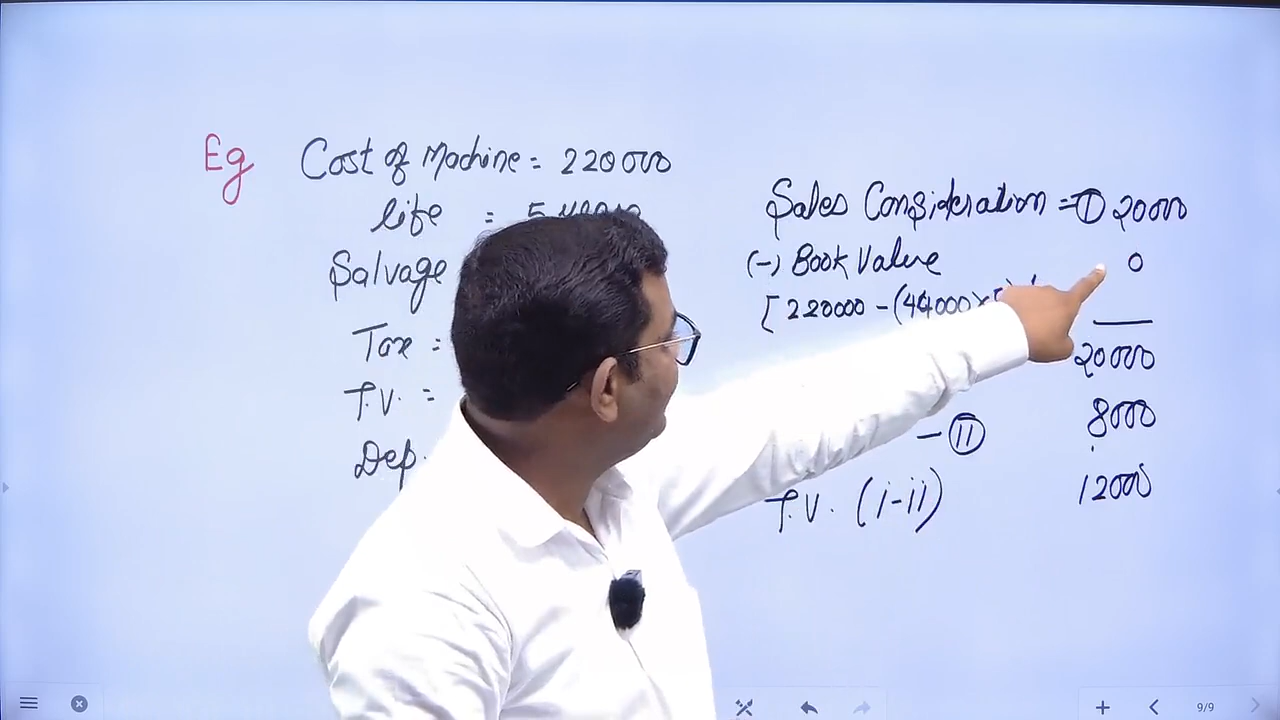 Eg Cost of Machine = 220000
life = 5 years
Salvage
Tax =
T.V. =
Dep.
Sales Consideration = ① 20000
(-) Book Value 0
[ 220000 - (44000 × 5)
20000
- ⑪ 8000
T.V. (i-ii) 12000
9/9